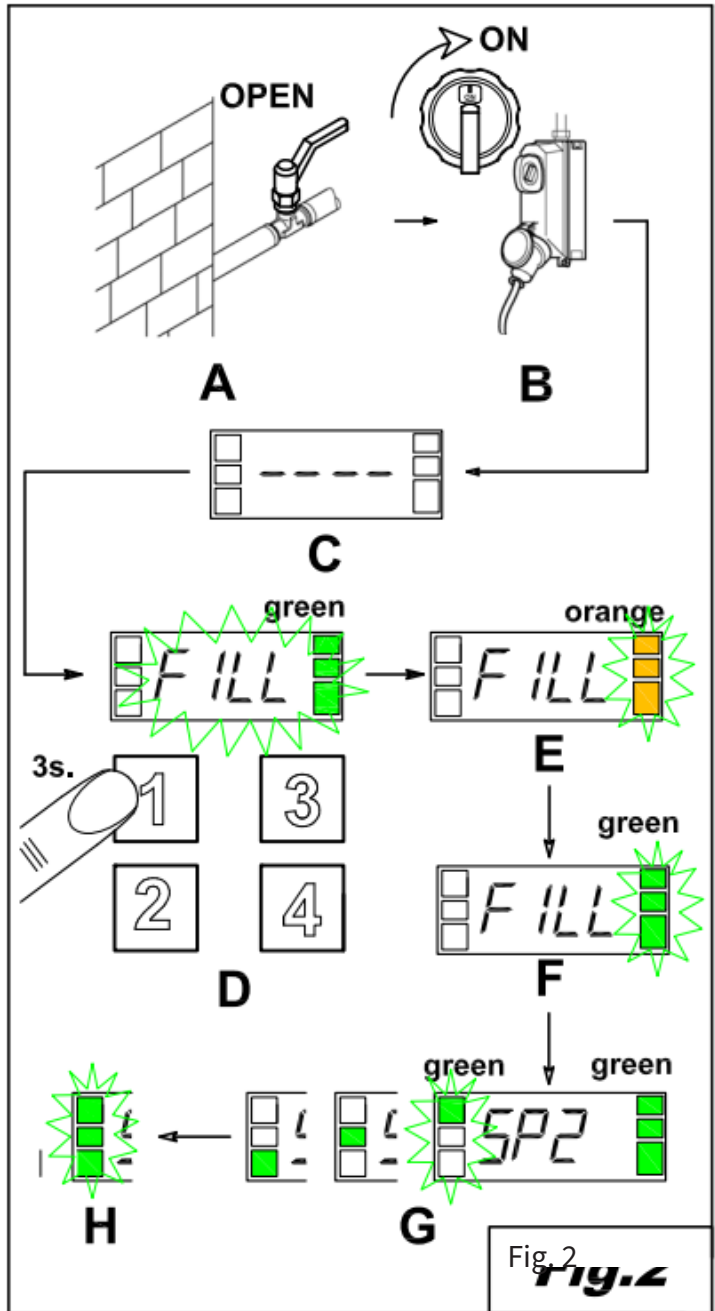 ON
OPEN
A
B
- - - -
C
green
orange
FILL
FILL
E
3s.
1
3
green
2
4
FILL
D
F
green
green
SP2
H
G
Fig. 2
Fig.2